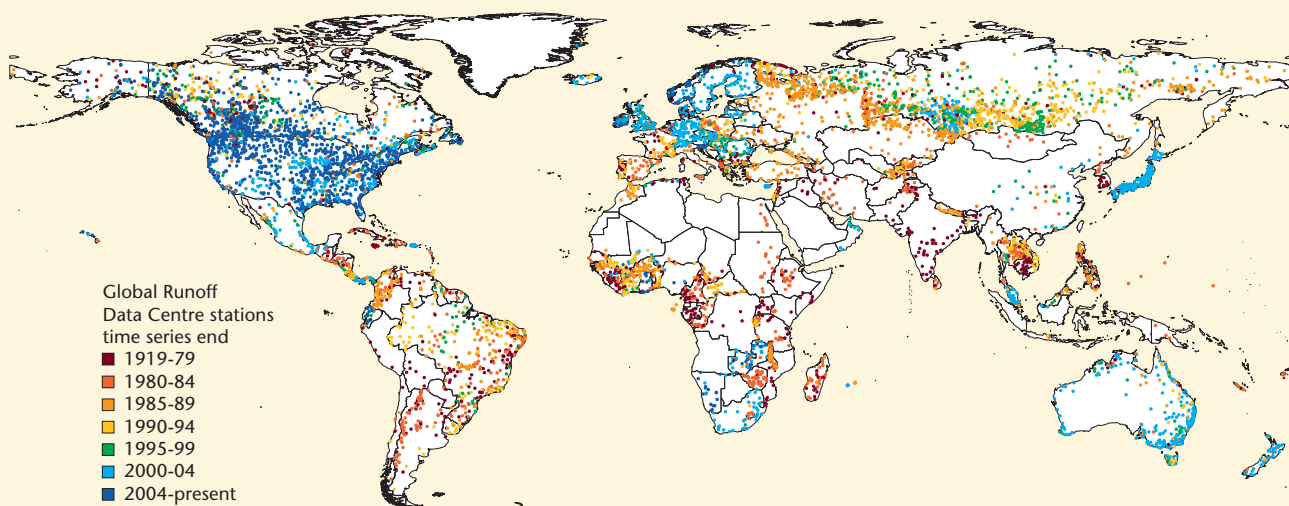 Global Runoff
Data Centre stations
time series end
1919-79
1980-84
1985-89
1990-94
1995-99
2000-04
2004-present